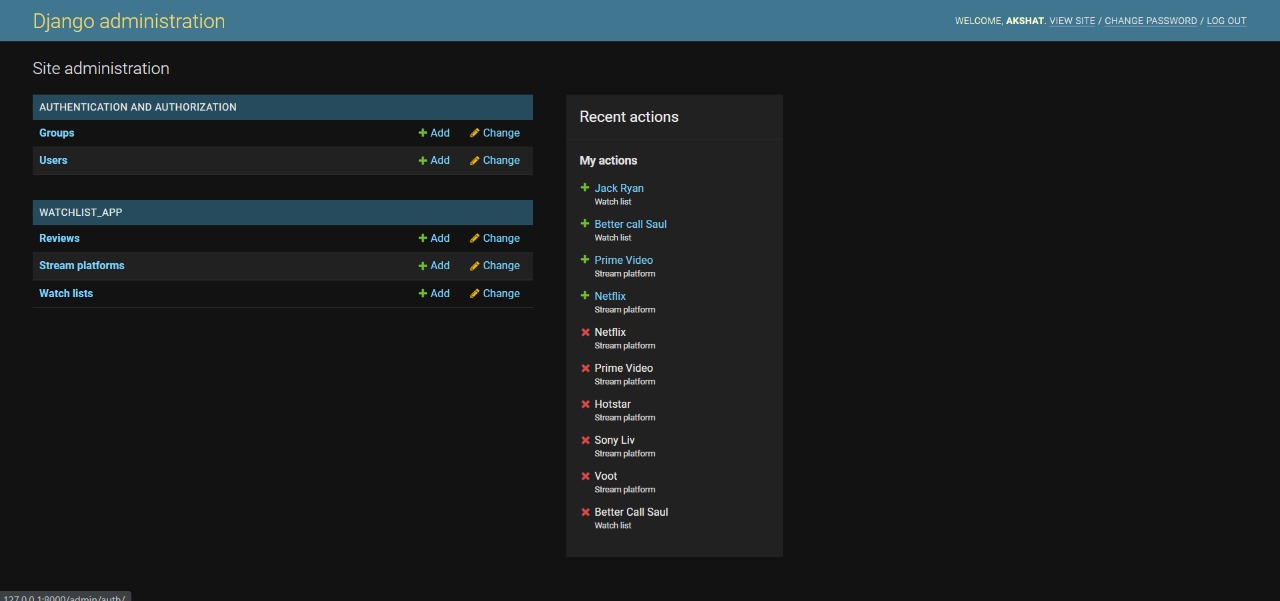 Django administration
WELCOME, AKSHAT. VIEW SITE / CHANGE PASSWORD / LOG OUT
Site administration
AUTHENTICATION AND AUTHORIZATION
Groups Add Change
Users Add Change
WATCHLIST_APP
Reviews Add Change
Stream platforms Add Change
Watch lists Add Change
Recent actions
My actions
Jack Ryan
Watch list
Better call Saul
Watch list
Prime Video
Stream platform
Netflix
Stream platform
Netflix
Stream platform
Prime Video
Stream platform
Hotstar
Stream platform
Sony Liv
Stream platform
Voot
Stream platform
Better Call Saul
Watch list
127.0.0.1:8000/admin/auth/